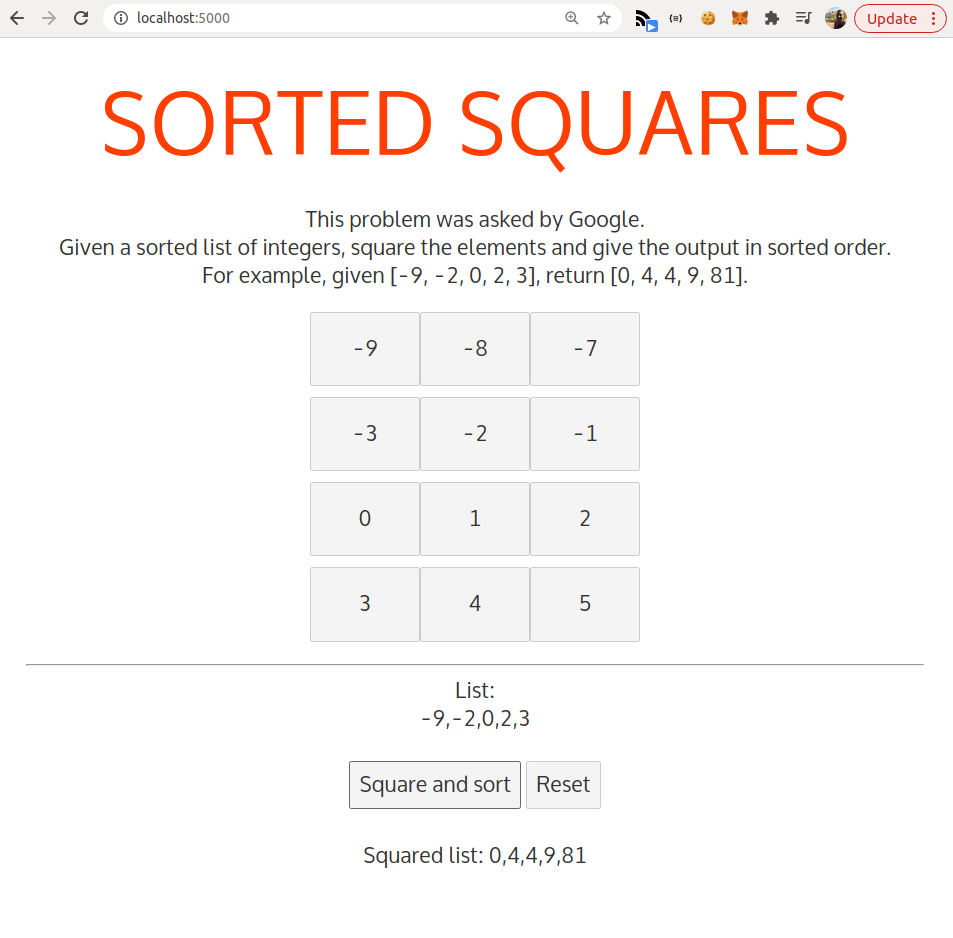 localhost:5000
Update
SORTED SQUARES
This problem was asked by Google.
Given a sorted list of integers, square the elements and give the output in sorted order.
For example, given [-9, -2, 0, 2, 3], return [0, 4, 4, 9, 81].
-9 -8 -7
-3 -2 -1
0 1 2
3 4 5
List:
-9,-2,0,2,3
Square and sort Reset
Squared list: 0,4,4,9,81